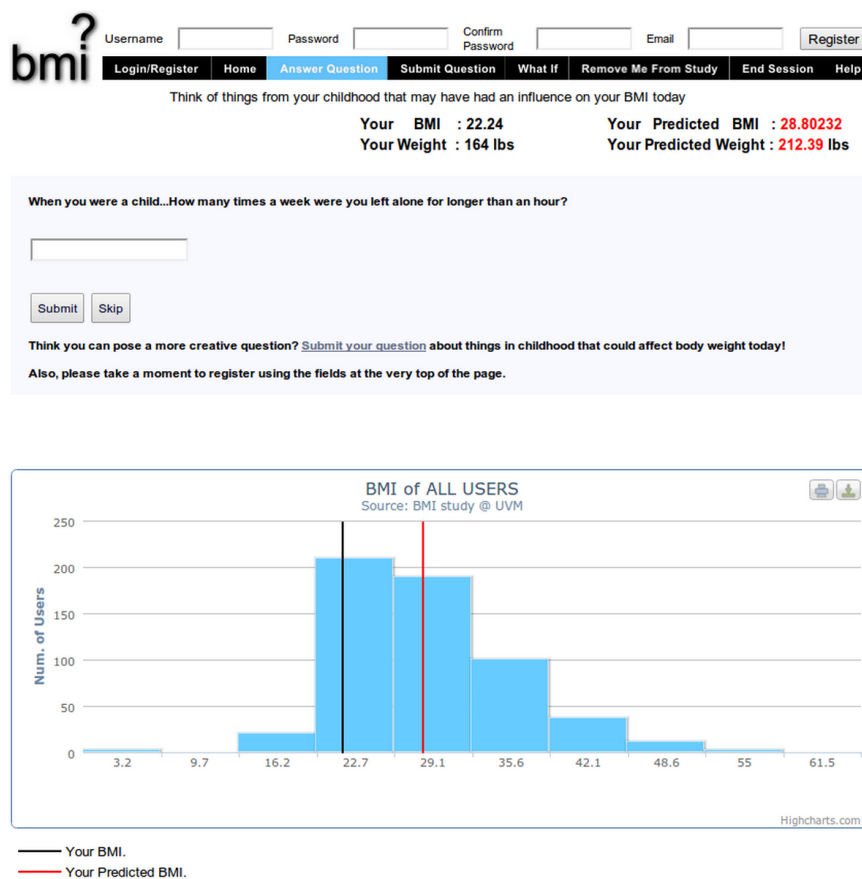 ?
bmi
Username Password Confirm Password Email Register
Login/Register Home Answer Question Submit Question What If Remove Me From Study End Session Help
Think of things from your childhood that may have had an influence on your BMI today
Your BMI : 22.24 Your Predicted BMI : 28.80232
Your Weight : 164 lbs Your Predicted Weight : 212.39 lbs
When you were a child...How many times a week were you left alone for longer than an hour?
Submit Skip
Think you can pose a more creative question? Submit your question about things in childhood that could affect body weight today!
Also, please take a moment to register using the fields at the very top of the page.
BMI of ALL USERS
Source: BMI study @ UVM
Num. of Users
250
200
150
100
50
0
3.2 9.7 16.2 22.7 29.1 35.6 42.1 48.6 55 61.5
Highcharts.com
Your BMI.
Your Predicted BMI.